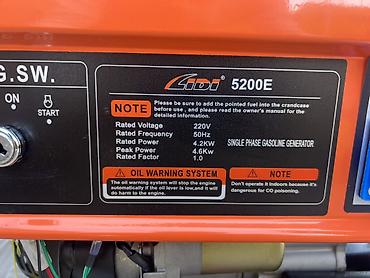 G.SW.
ON
START
LIDI 5200E
NOTE
Please be sure to add the pointed fuel into the crandcase
before use , and please read the owner's manual for the
detailed information.
Rated Voltage 220V
Rated Frequency 50Hz
Rated Power 4.2KW
Peak Power 4.6Kw
Rated Factor 1.0
SINGLE PHASE GASOLINE GENERATOR
OIL WARNING SYSTEM
The oil warning system will stop the engine
automatically if the oil lever is low,and it will
do harm to the engine.
NOTE
Don't operate it indoors because it's
dangerous for CO poisoning.